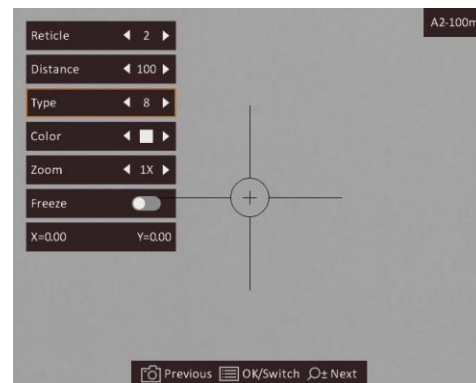 A2-100m
Reticle 2
Distance 100
Type 8
Color
Zoom 1X
Freeze
X=0.00 Y=0.00
Previous OK/Switch ± Next